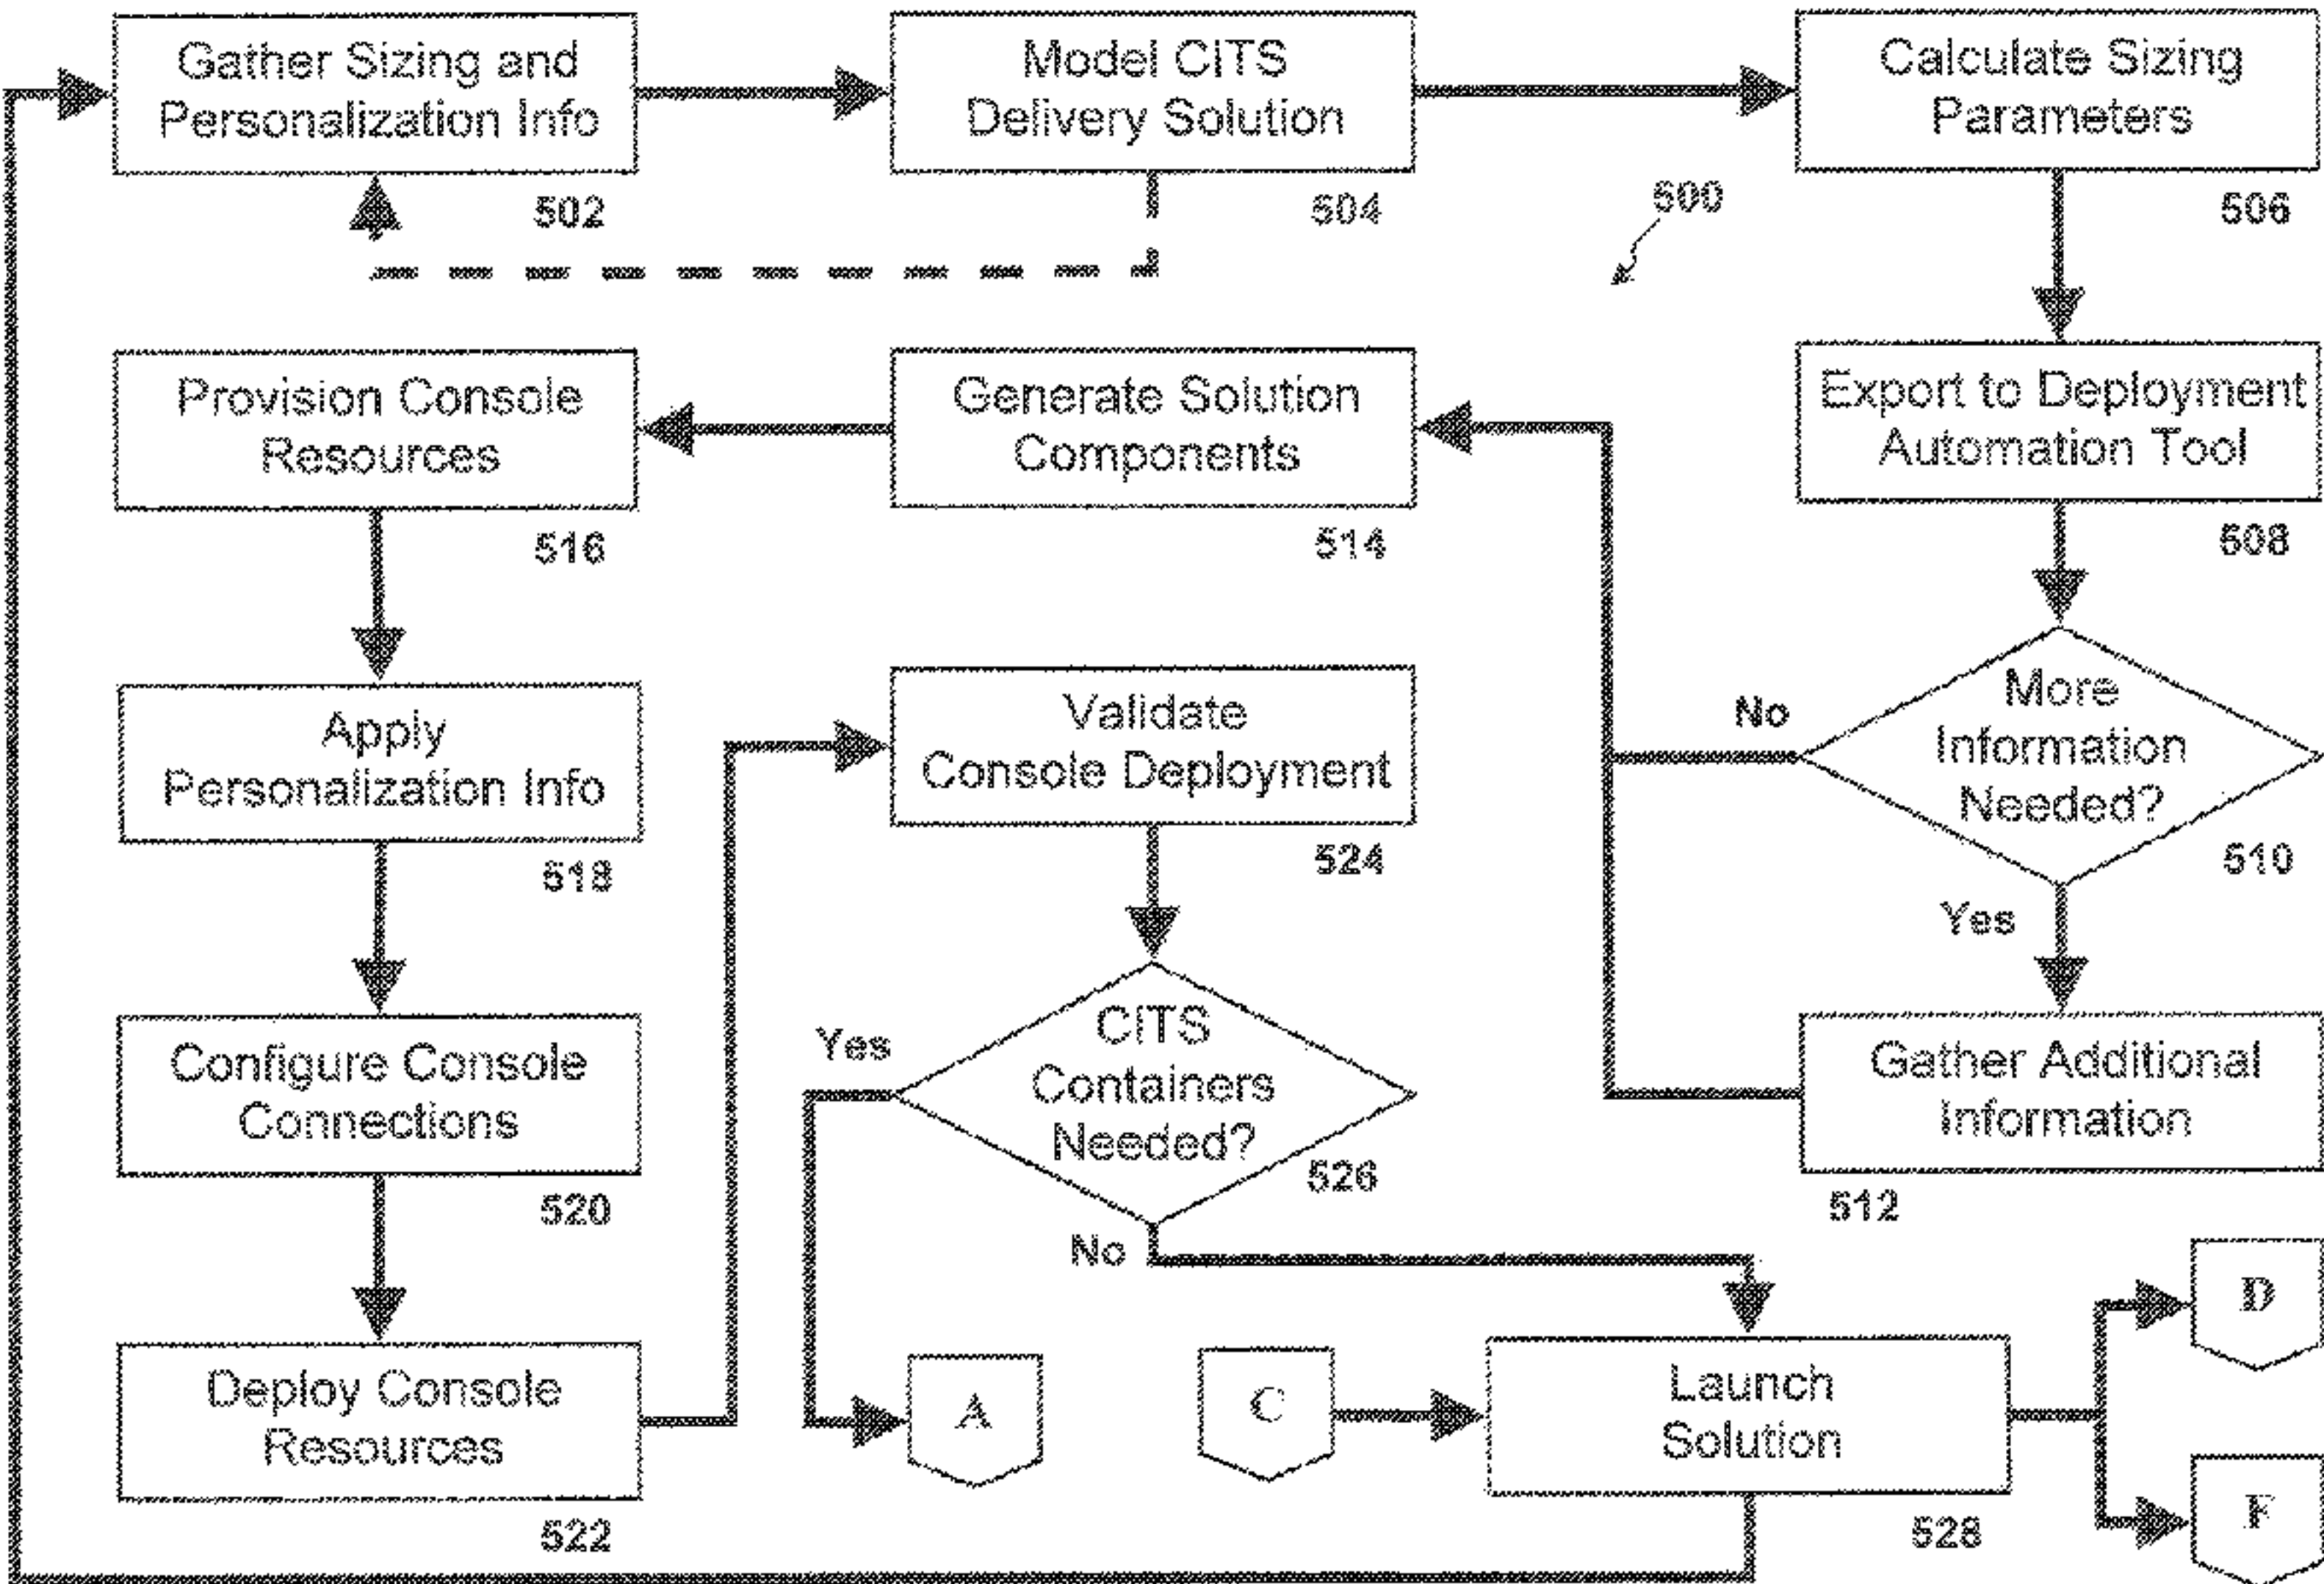 Gather Sizing and
Personalization Info
502
Model CITS
Delivery Solution
504
Calculate Sizing
Parameters
506
500
Export to Deployment
Automation Tool
508
More
Information
Needed?
510
No
Yes
Gather Additional
Information
512
Generate Solution
Components
514
Provision Console
Resources
516
Apply
Personalization Info
518
Configure Console
Connections
520
Deploy Console
Resources
522
Validate
Console Deployment
524
CITS
Containers
Needed?
526
Yes
No
A
C
Launch
Solution
528
D
F